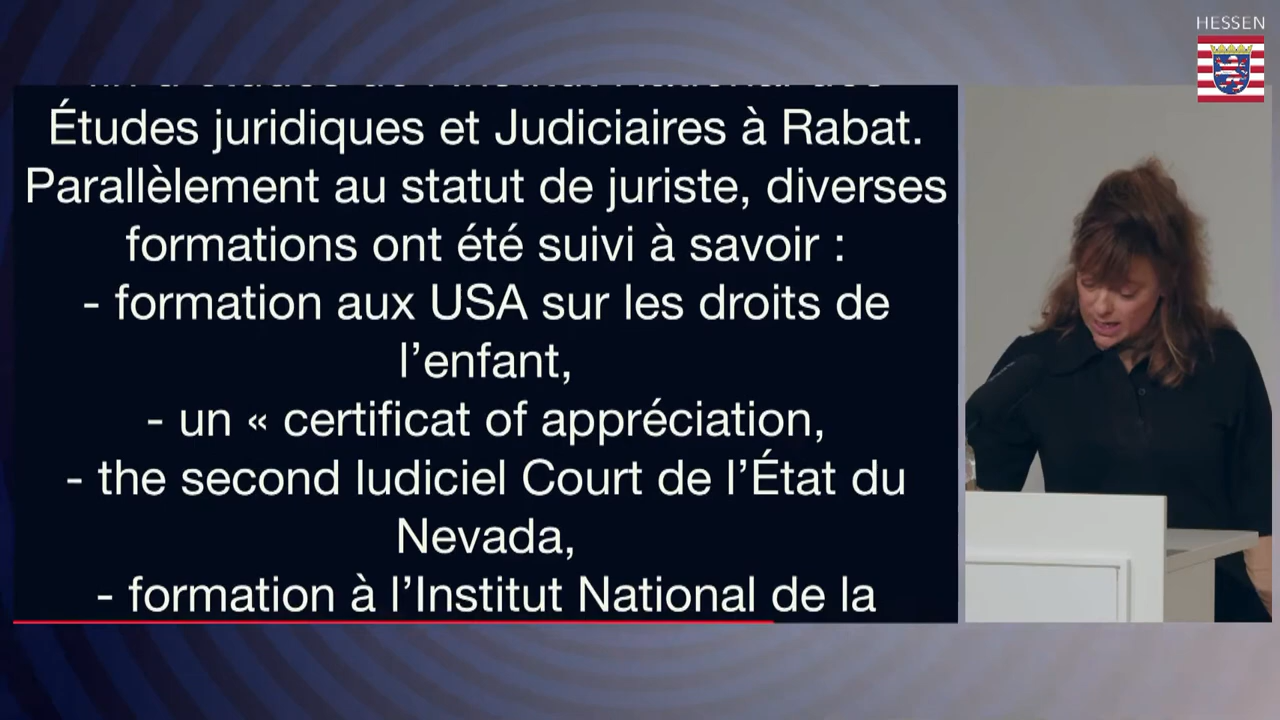 HESSEN
Études juridiques et Judiciaires à Rabat.
Parallèlement au statut de juriste, diverses
formations ont été suivi à savoir :
- formation aux USA sur les droits de
l’enfant,
- un « certificat of appréciation,
- the second ludiciel Court de l’État du
Nevada,
- formation à l’Institut National de la